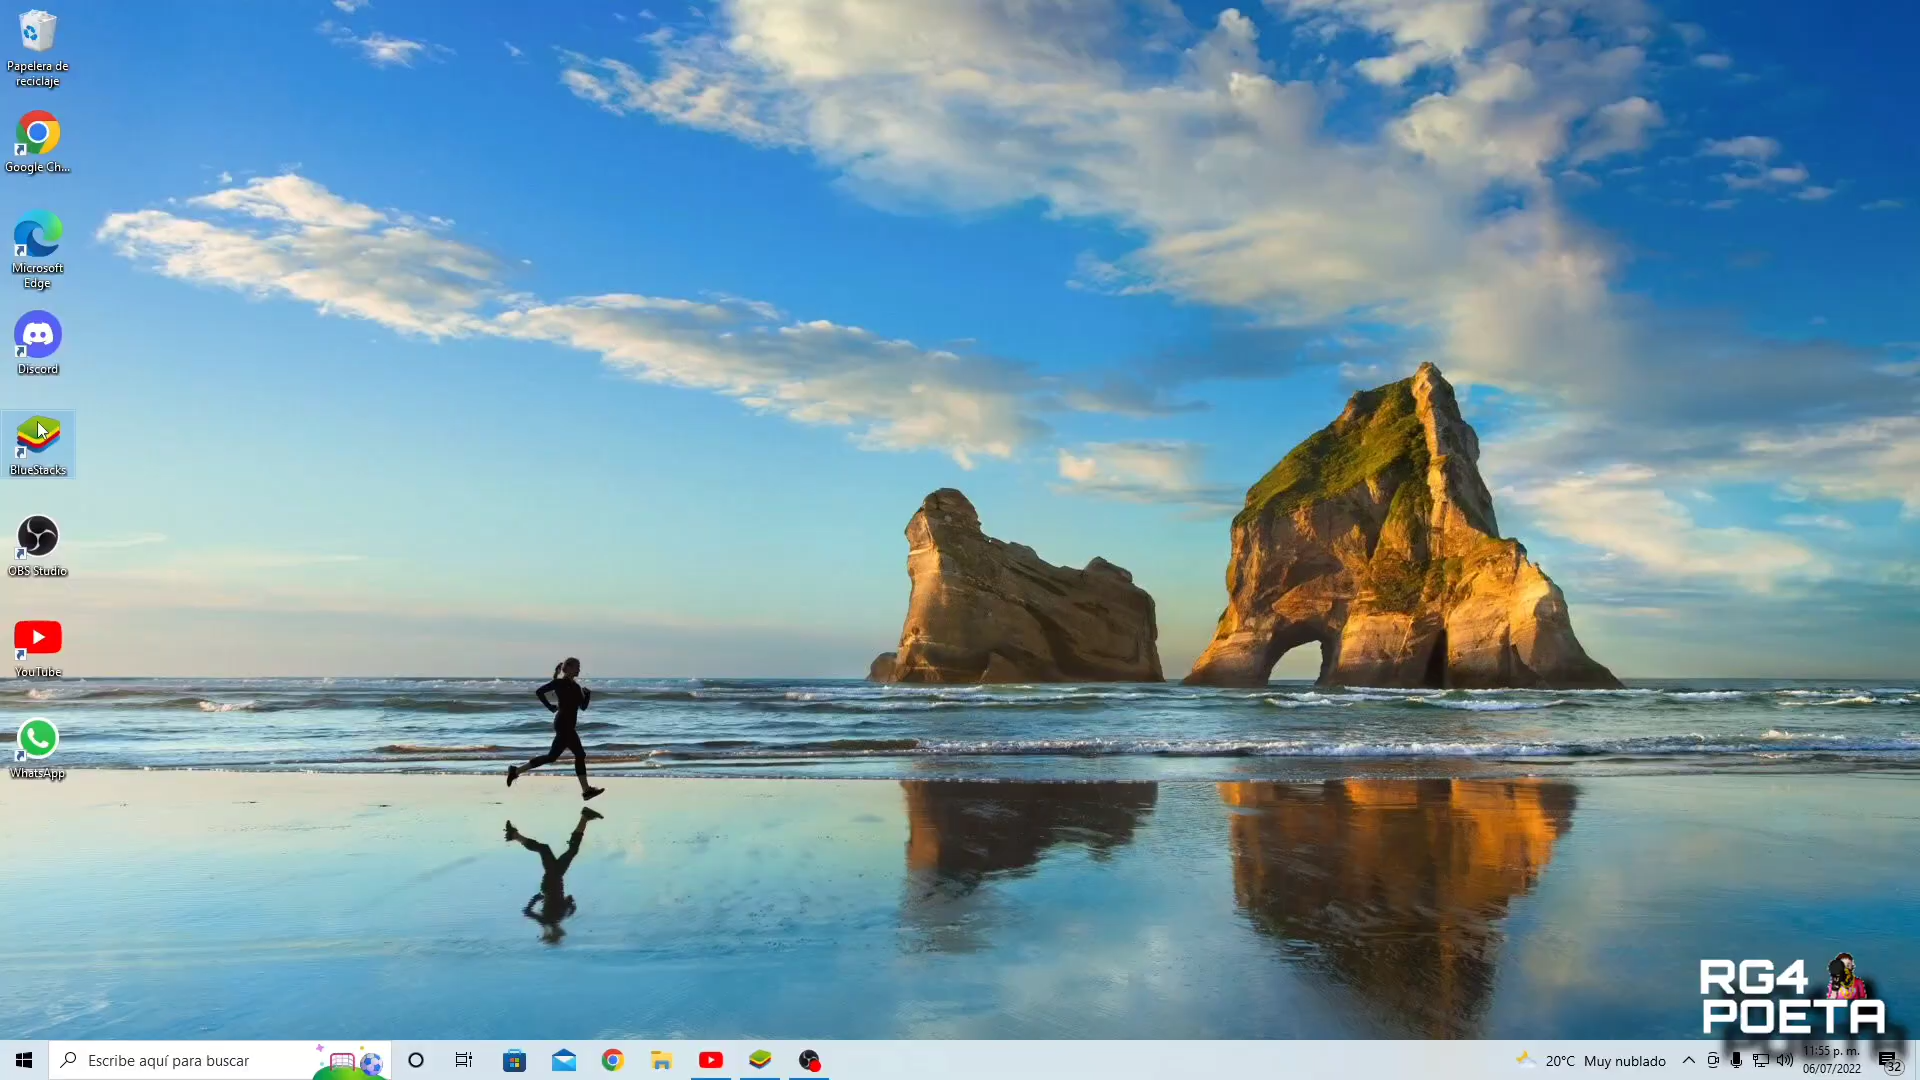 Papelera de
reciclaje
Google Ch...
Microsoft
Edge
Discord
BlueStacks
OBS Studio
YouTube
WhatsApp
RG4
POETA
Escribe aquí para buscar
20°C Muy nublado
11:55 p. m.
06/07/2022
32